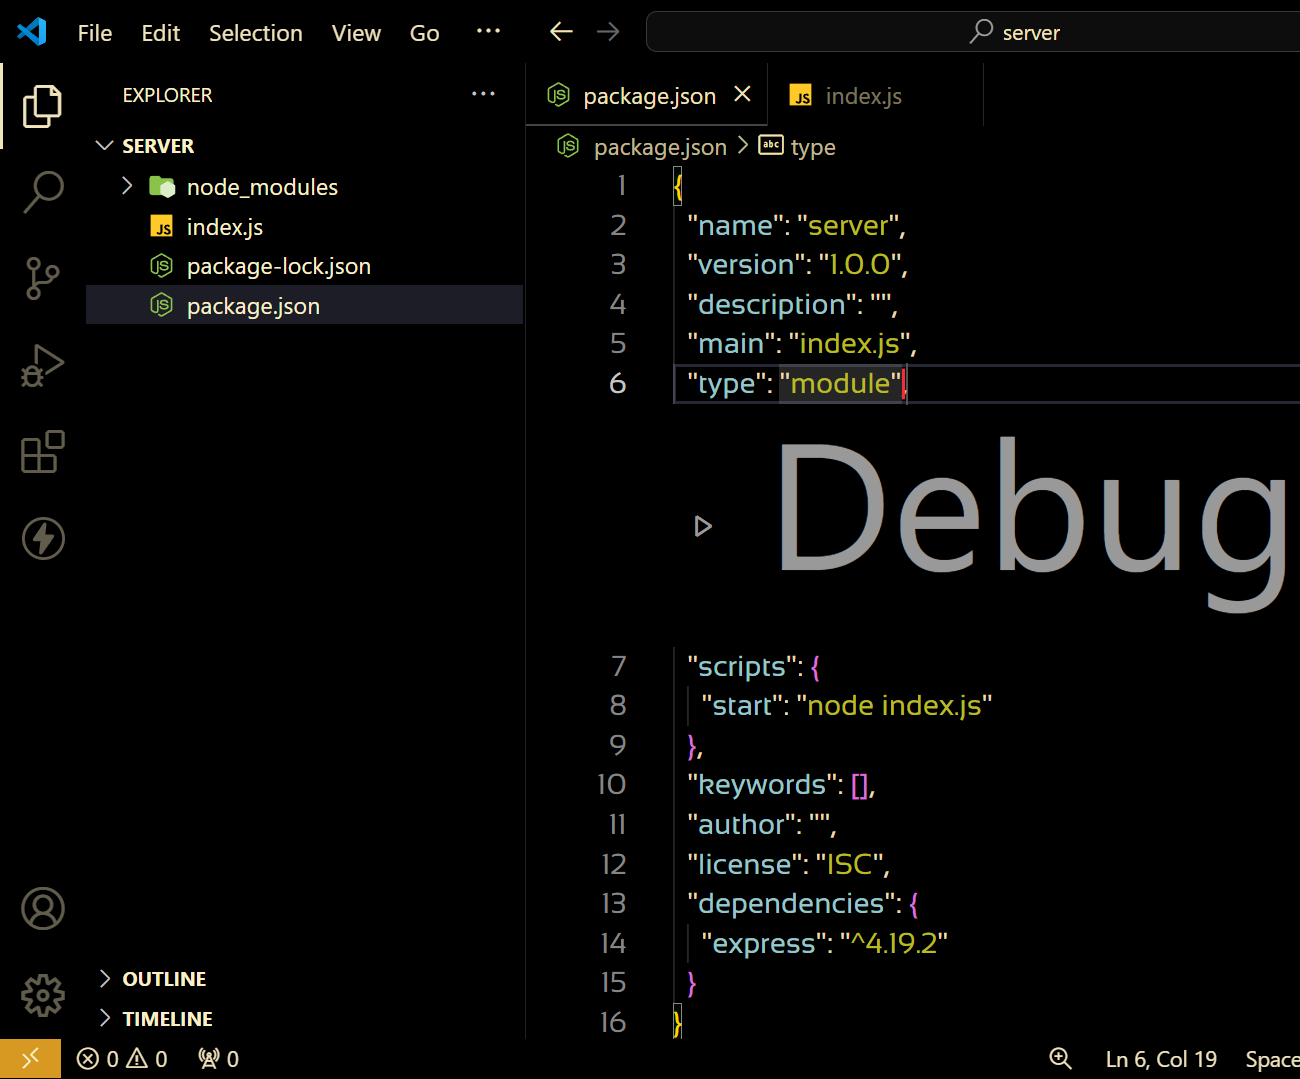 File Edit Selection View Go ··· server
EXPLORER ···
SERVER
node_modules
index.js
package-lock.json
package.json
OUTLINE
TIMELINE
package.json index.js
package.json > type
1 {
2 "name": "server",
3 "version": "1.0.0",
4 "description": "",
5 "main": "index.js",
6 "type": "module",
Debug
7 "scripts": {
8 "start": "node index.js"
9 },
10 "keywords": [],
11 "author": "",
12 "license": "ISC",
13 "dependencies": {
14 "express": "^4.19.2"
15 }
16 }
0 0 0 Ln 6, Col 19 Space